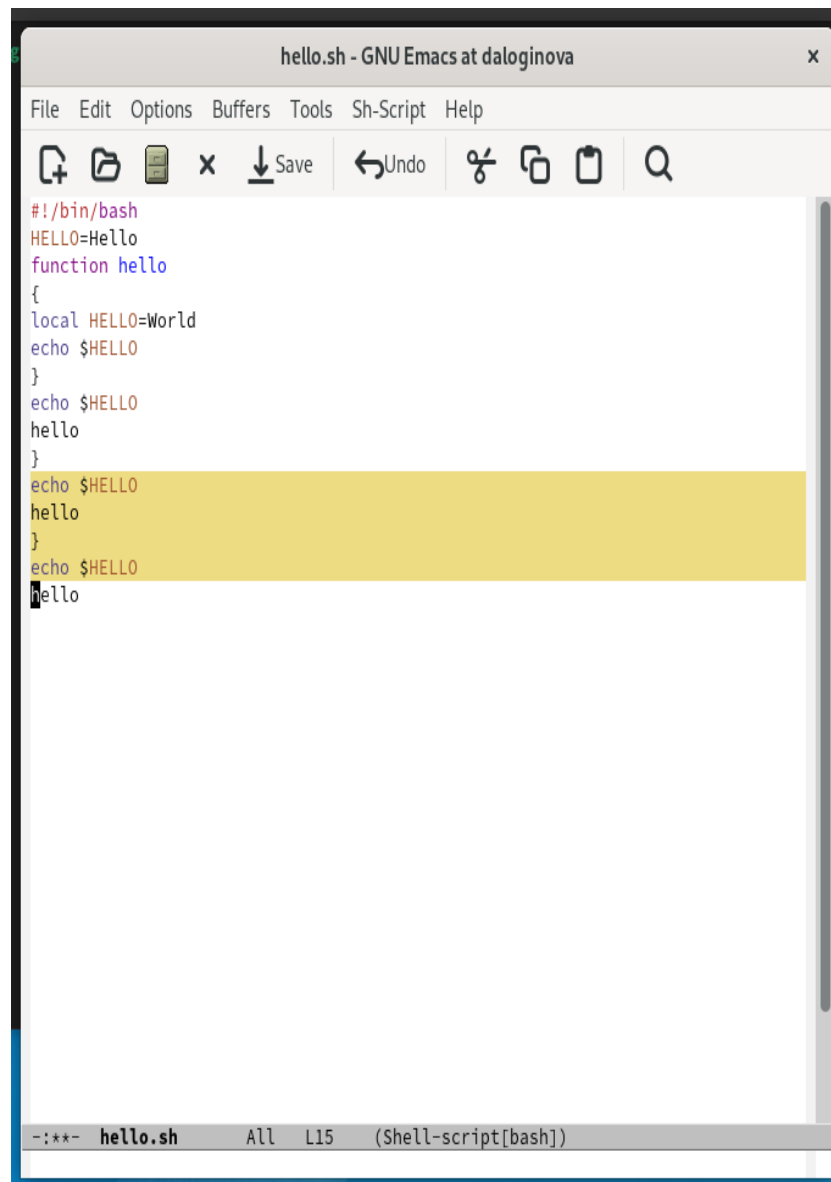 g
hello.sh - GNU Emacs at daloginova x
File Edit Options Buffers Tools Sh-Script Help
Save Undo
#!/bin/bash
HELLO=Hello
function hello
{
local HELLO=World
echo $HELLO
}
echo $HELLO
hello
}
echo $HELLO
hello
}
echo $HELLO
hello
-:**- hello.sh All L15 (Shell-script[bash])